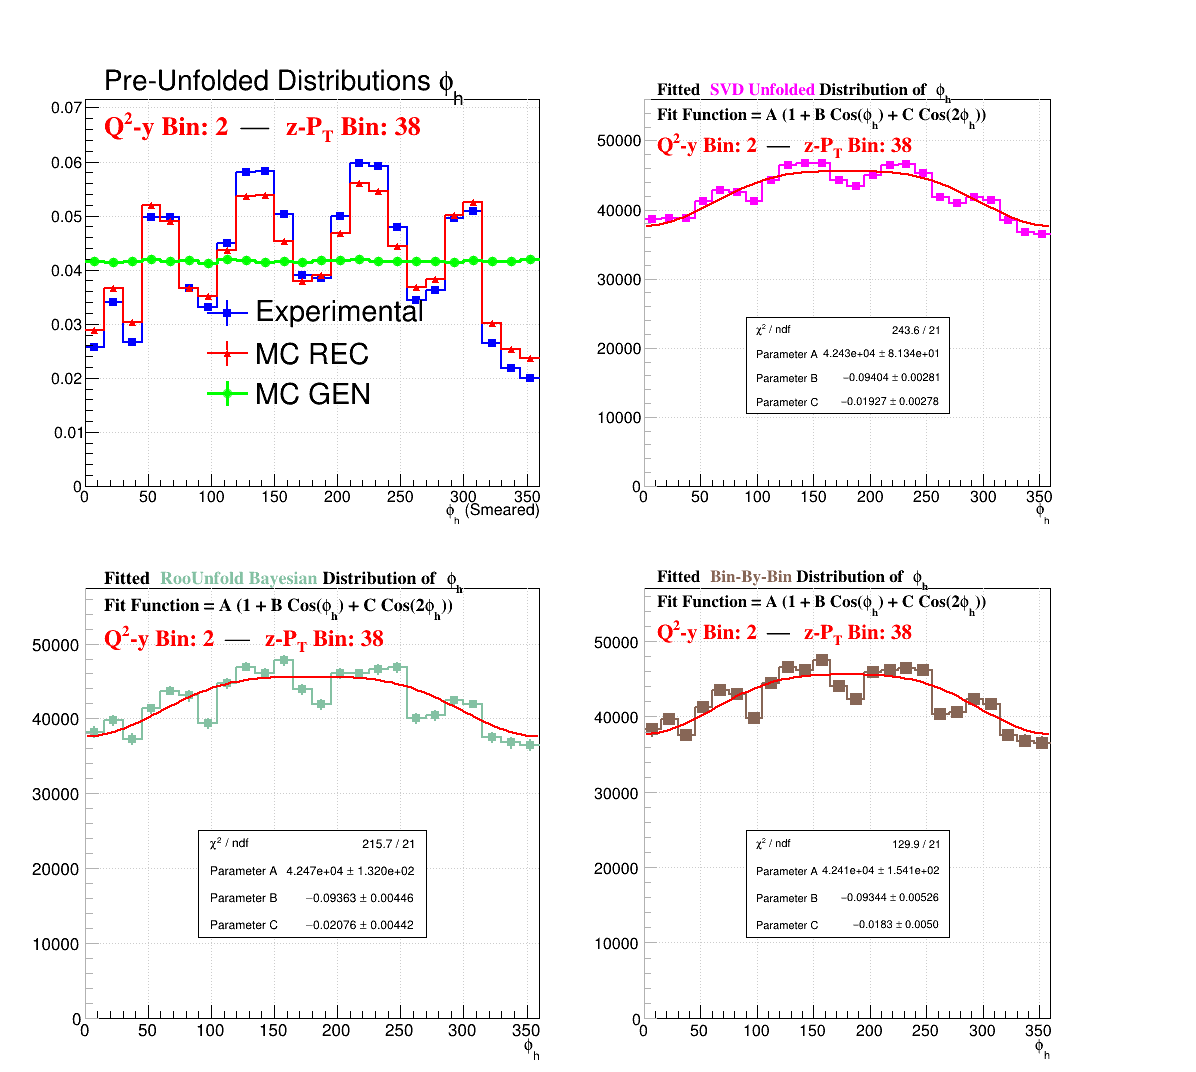 Pre-Unfolded Distributions ϕh
Q²-y Bin: 2 — z-PT Bin: 38
0.07
0.06
0.05
0.04
0.03
0.02
0.01
0
Experimental
MC REC
MC GEN
0 50 100 150 200 250 300 350
ϕh (Smeared)
Fitted SVD Unfolded Distribution of ϕh
Fit Function = A (1 + B Cos(ϕh) + C Cos(2ϕh))
Q²-y Bin: 2 — z-PT Bin: 38
50000
40000
30000
20000
10000
0
χ² / ndf 243.6 / 21
Parameter A 4.243e+04 ± 8.134e+01
Parameter B −0.09404 ± 0.00281
Parameter C −0.01927 ± 0.00278
0 50 100 150 200 250 300 350
ϕh
Fitted RooUnfold Bayesian Distribution of ϕh
Fit Function = A (1 + B Cos(ϕh) + C Cos(2ϕh))
Q²-y Bin: 2 — z-PT Bin: 38
50000
40000
30000
20000
10000
0
χ² / ndf 215.7 / 21
Parameter A 4.247e+04 ± 1.320e+02
Parameter B −0.09363 ± 0.00446
Parameter C −0.02076 ± 0.00442
0 50 100 150 200 250 300 350
ϕh
Fitted Bin-By-Bin Distribution of ϕh
Fit Function = A (1 + B Cos(ϕh) + C Cos(2ϕh))
Q²-y Bin: 2 — z-PT Bin: 38
50000
40000
30000
20000
10000
0
χ² / ndf 129.9 / 21
Parameter A 4.241e+04 ± 1.541e+02
Parameter B −0.09344 ± 0.00526
Parameter C −0.0183 ± 0.0050
0 50 100 150 200 250 300 350
ϕh